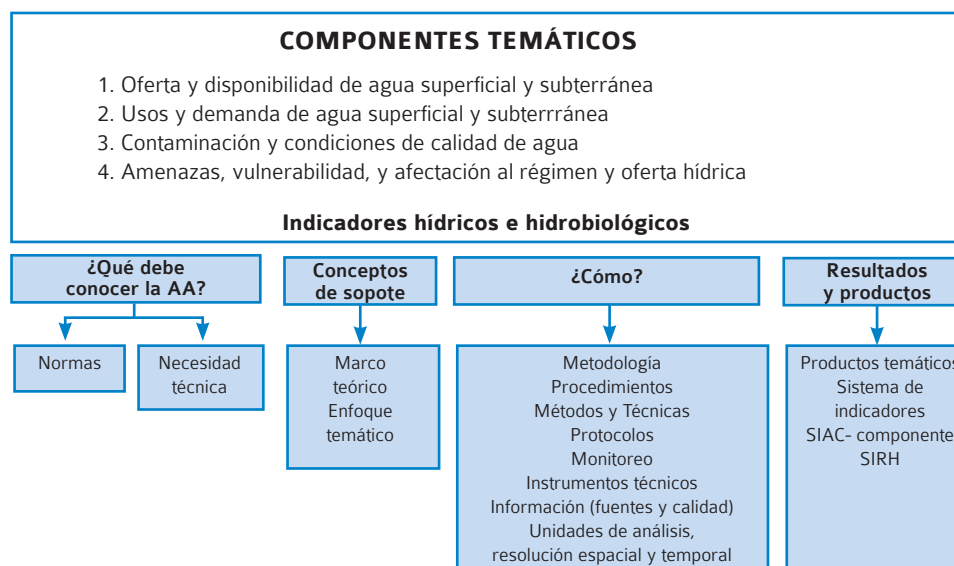 COMPONENTES TEMÁTICOS
1. Oferta y disponibilidad de agua superficial y subterránea
2. Usos y demanda de agua superficial y subterrránea
3. Contaminación y condiciones de calidad de agua
4. Amenazas, vulnerabilidad, y afectación al régimen y oferta hídrica
Indicadores hídricos e hidrobiológicos
¿Qué debe
conocer la AA?
Normas
Necesidad
técnica
Conceptos
de sopote
Marco
teórico
Enfoque
temático
¿Cómo?
Metodología
Procedimientos
Métodos y Técnicas
Protocolos
Monitoreo
Instrumentos técnicos
Información (fuentes y calidad)
Unidades de análisis,
resolución espacial y temporal
Resultados
y productos
Productos temáticos
Sistema de
indicadores
SIAC- componente
SIRH